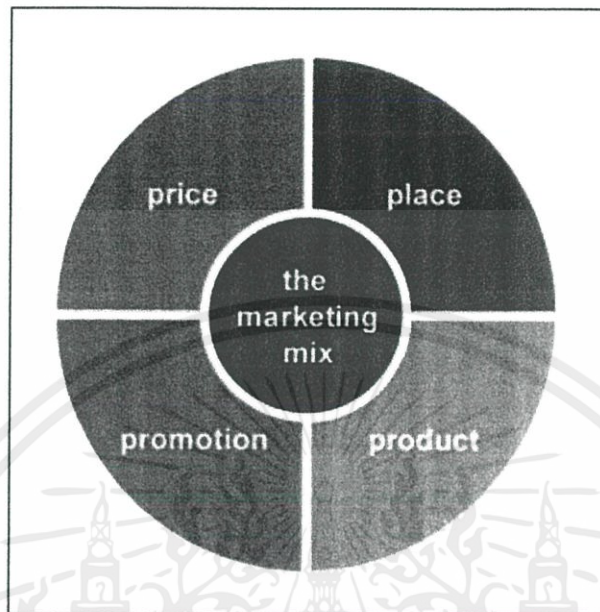 price
place
the
marketing
mix
promotion
product